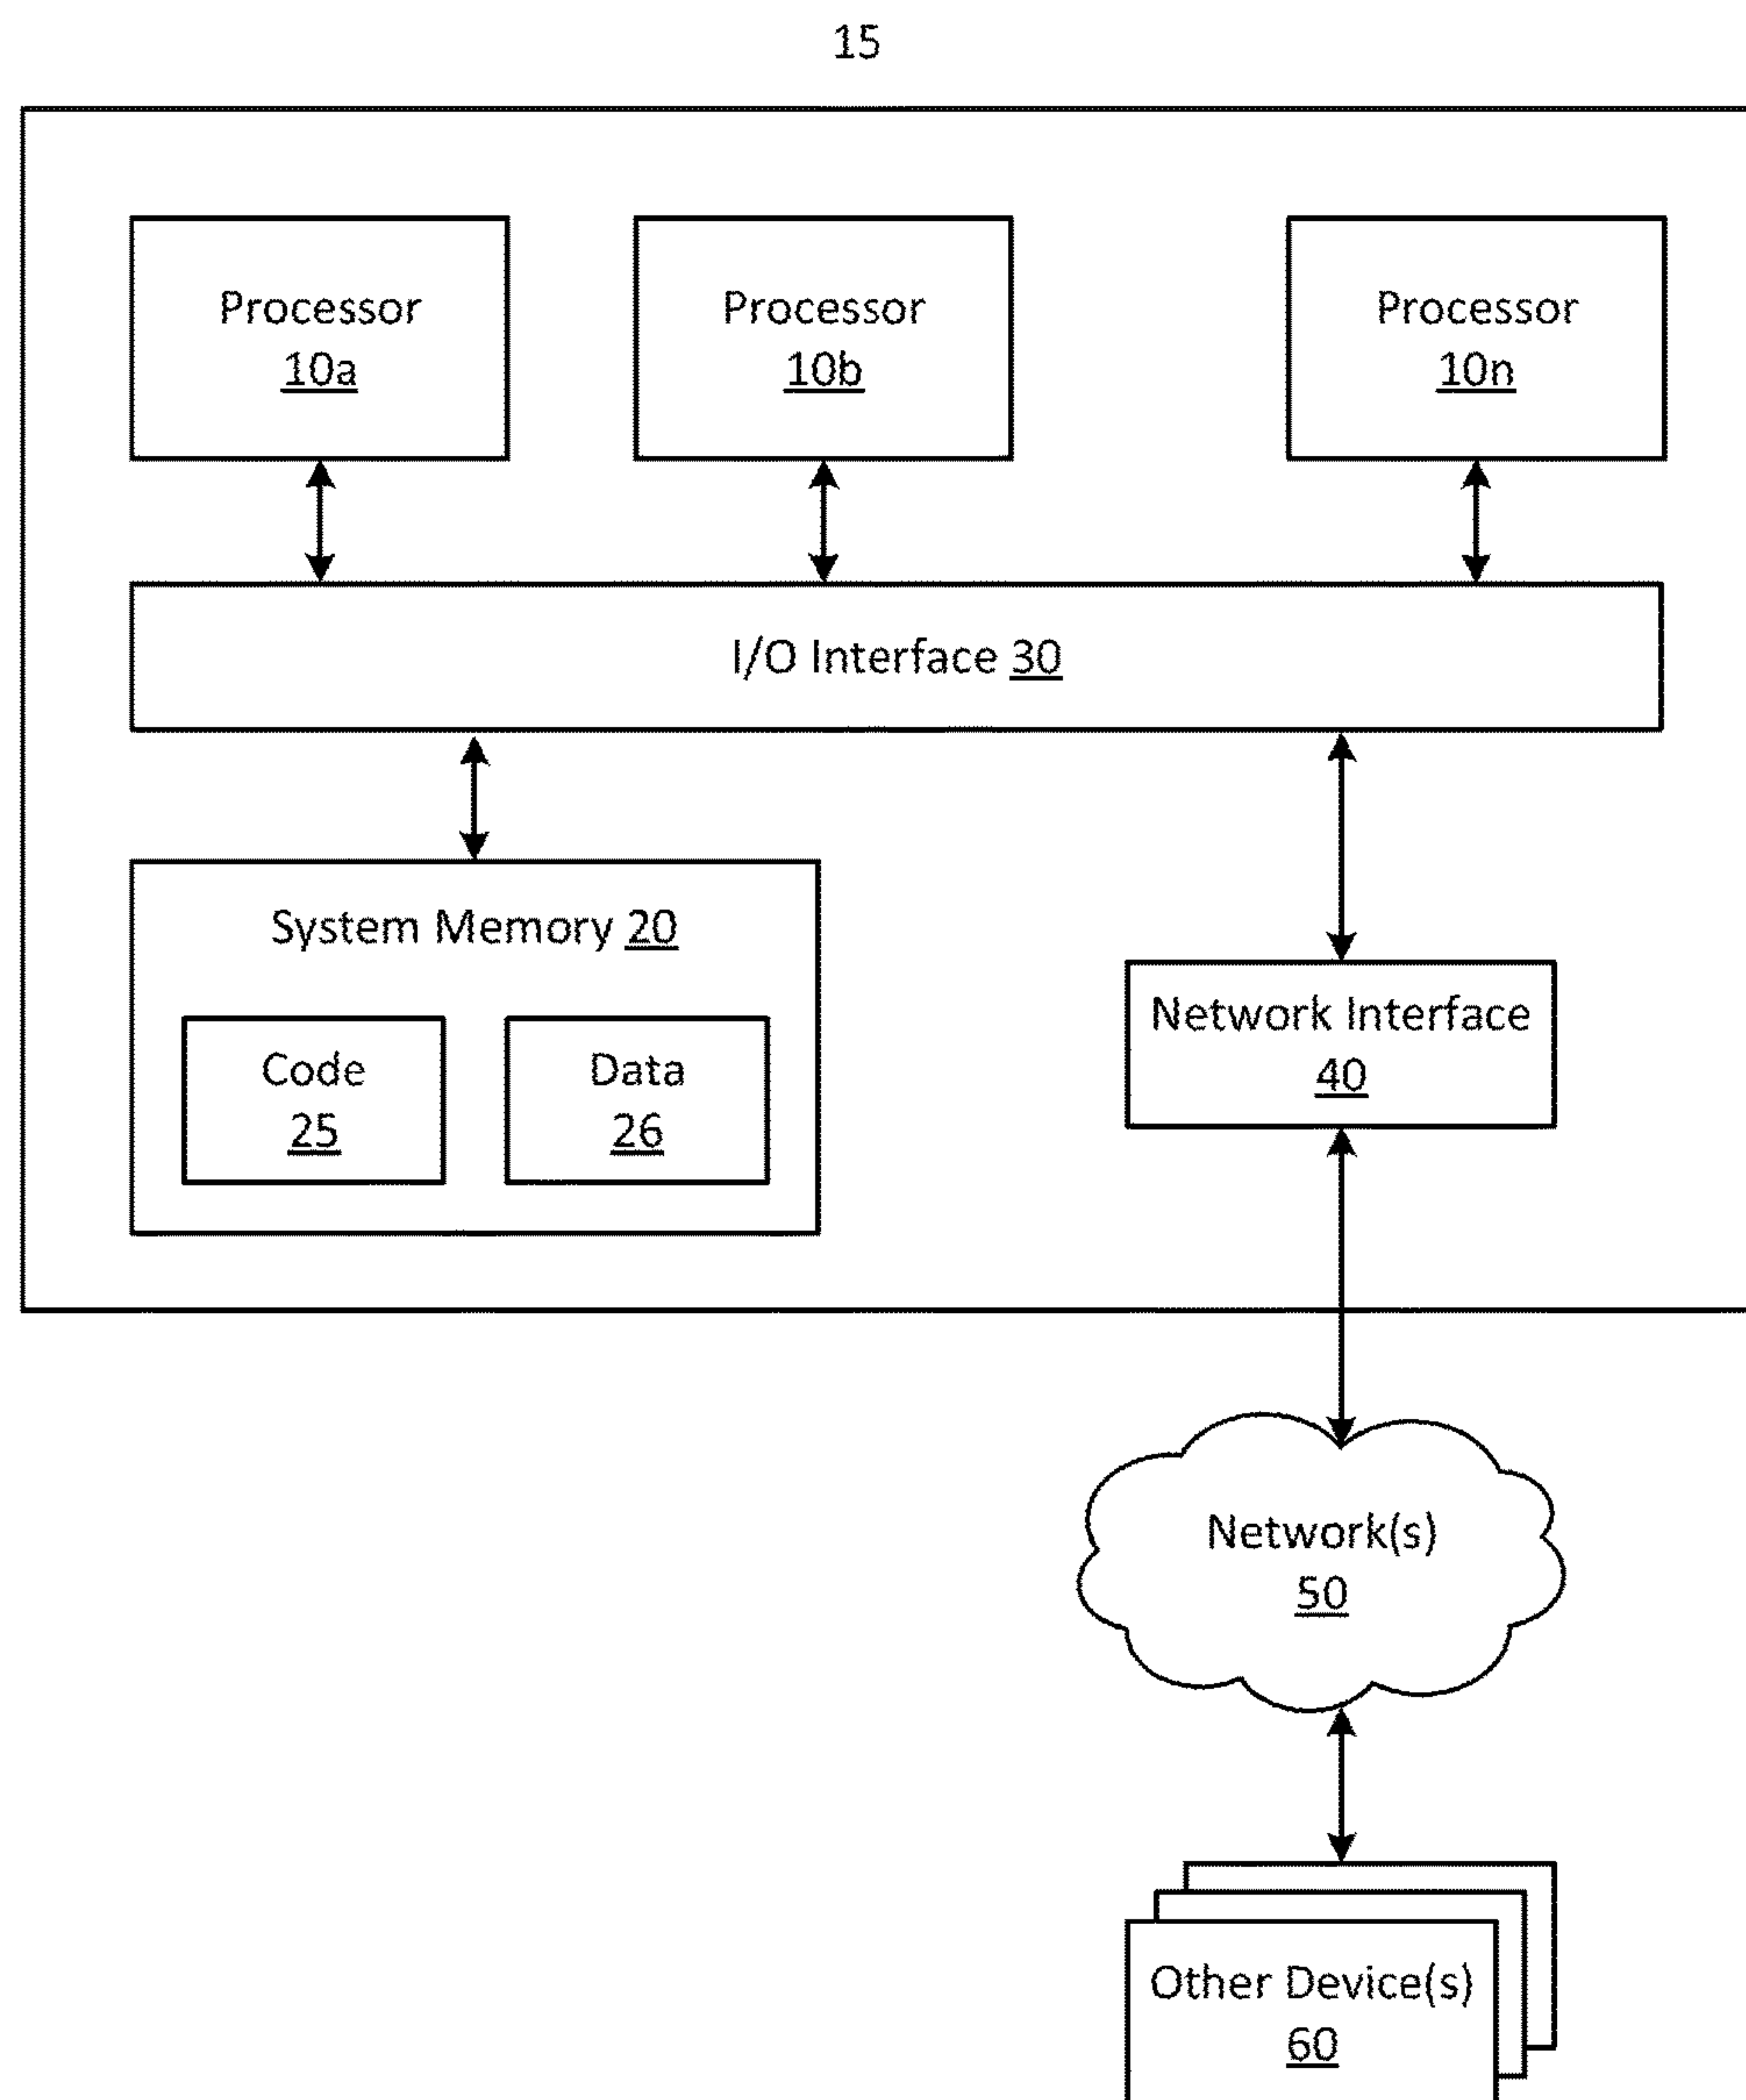 15
Processor
10a
Processor
10b
Processor
10n
I/O Interface 30
System Memory 20
Code
25
Data
26
Network Interface
40
Network(s)
50
Other Device(s)
60